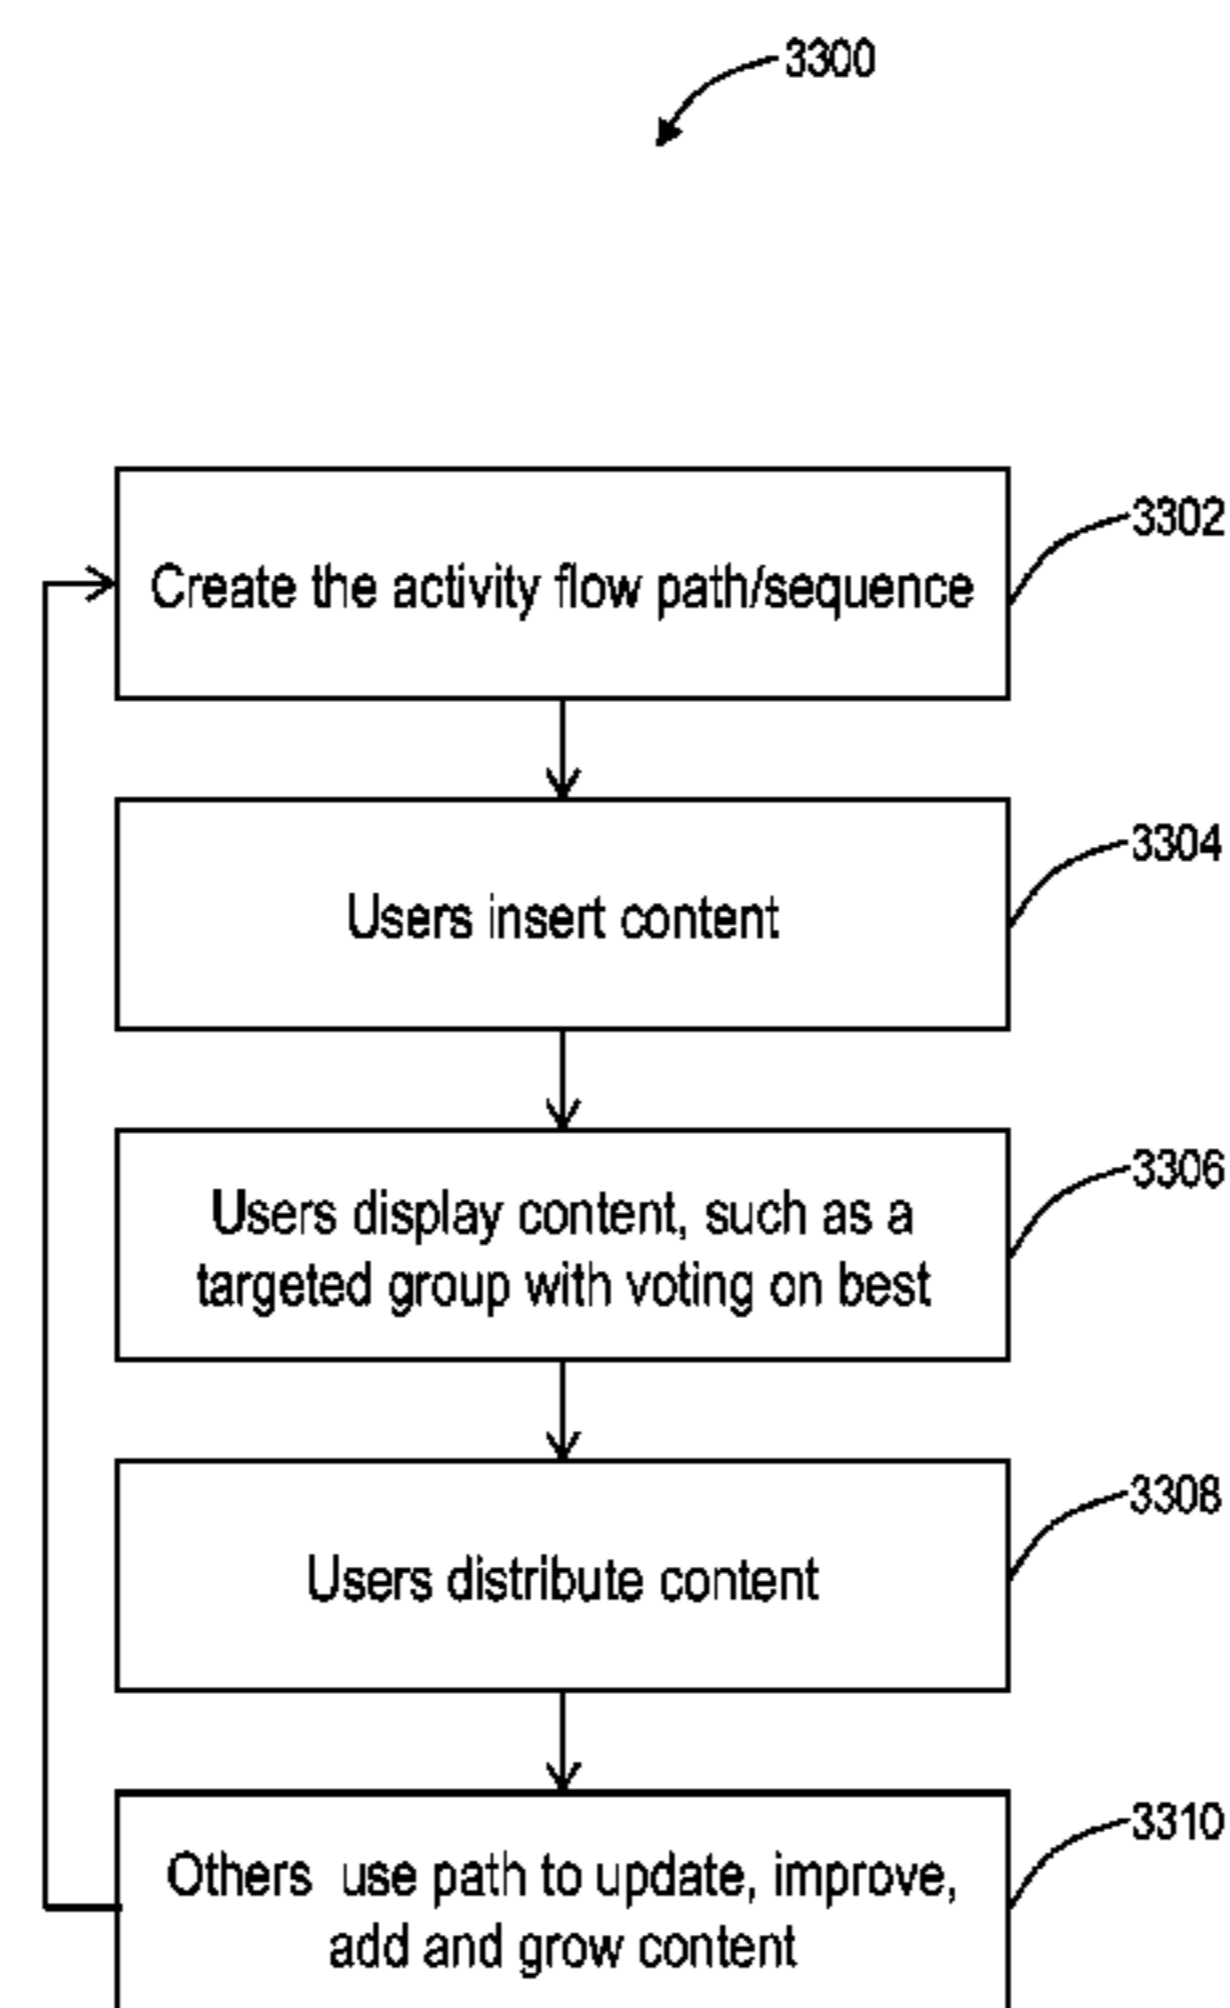 3300
3302
Create the activity flow path/sequence
3304
Users insert content
3306
Users display content, such as a
targeted group with voting on best
3308
Users distribute content
3310
Others use path to update, improve,
add and grow content